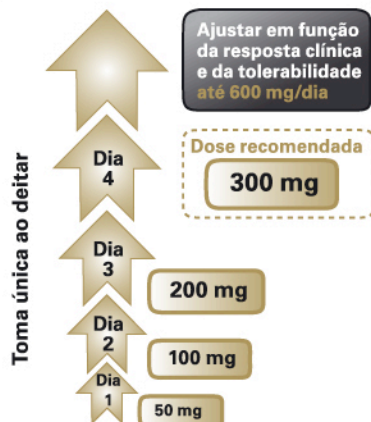 Ajustar em função
da resposta clínica
e da tolerabilidade
até 600 mg/dia
Dose recomendada
Dia
4
300 mg
Dia
3
200 mg
Dia
2
100 mg
Dia
1
50 mg
Toma única ao deitar